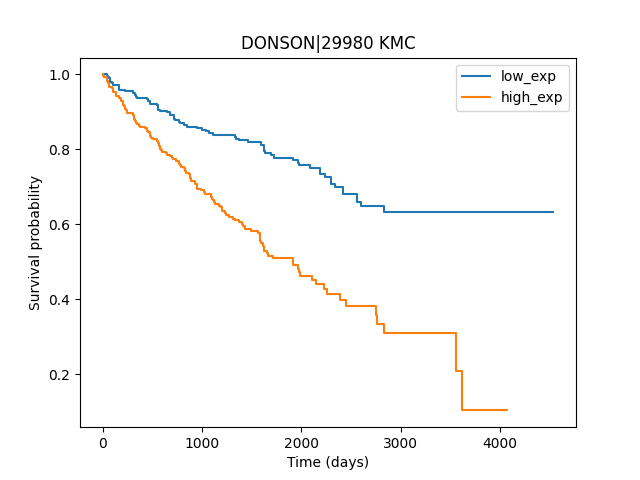 DONSON|29980 KMC
low_exp
high_exp
Survival probability
1.0
0.8
0.6
0.4
0.2
0
1000
2000
3000
4000
Time (days)